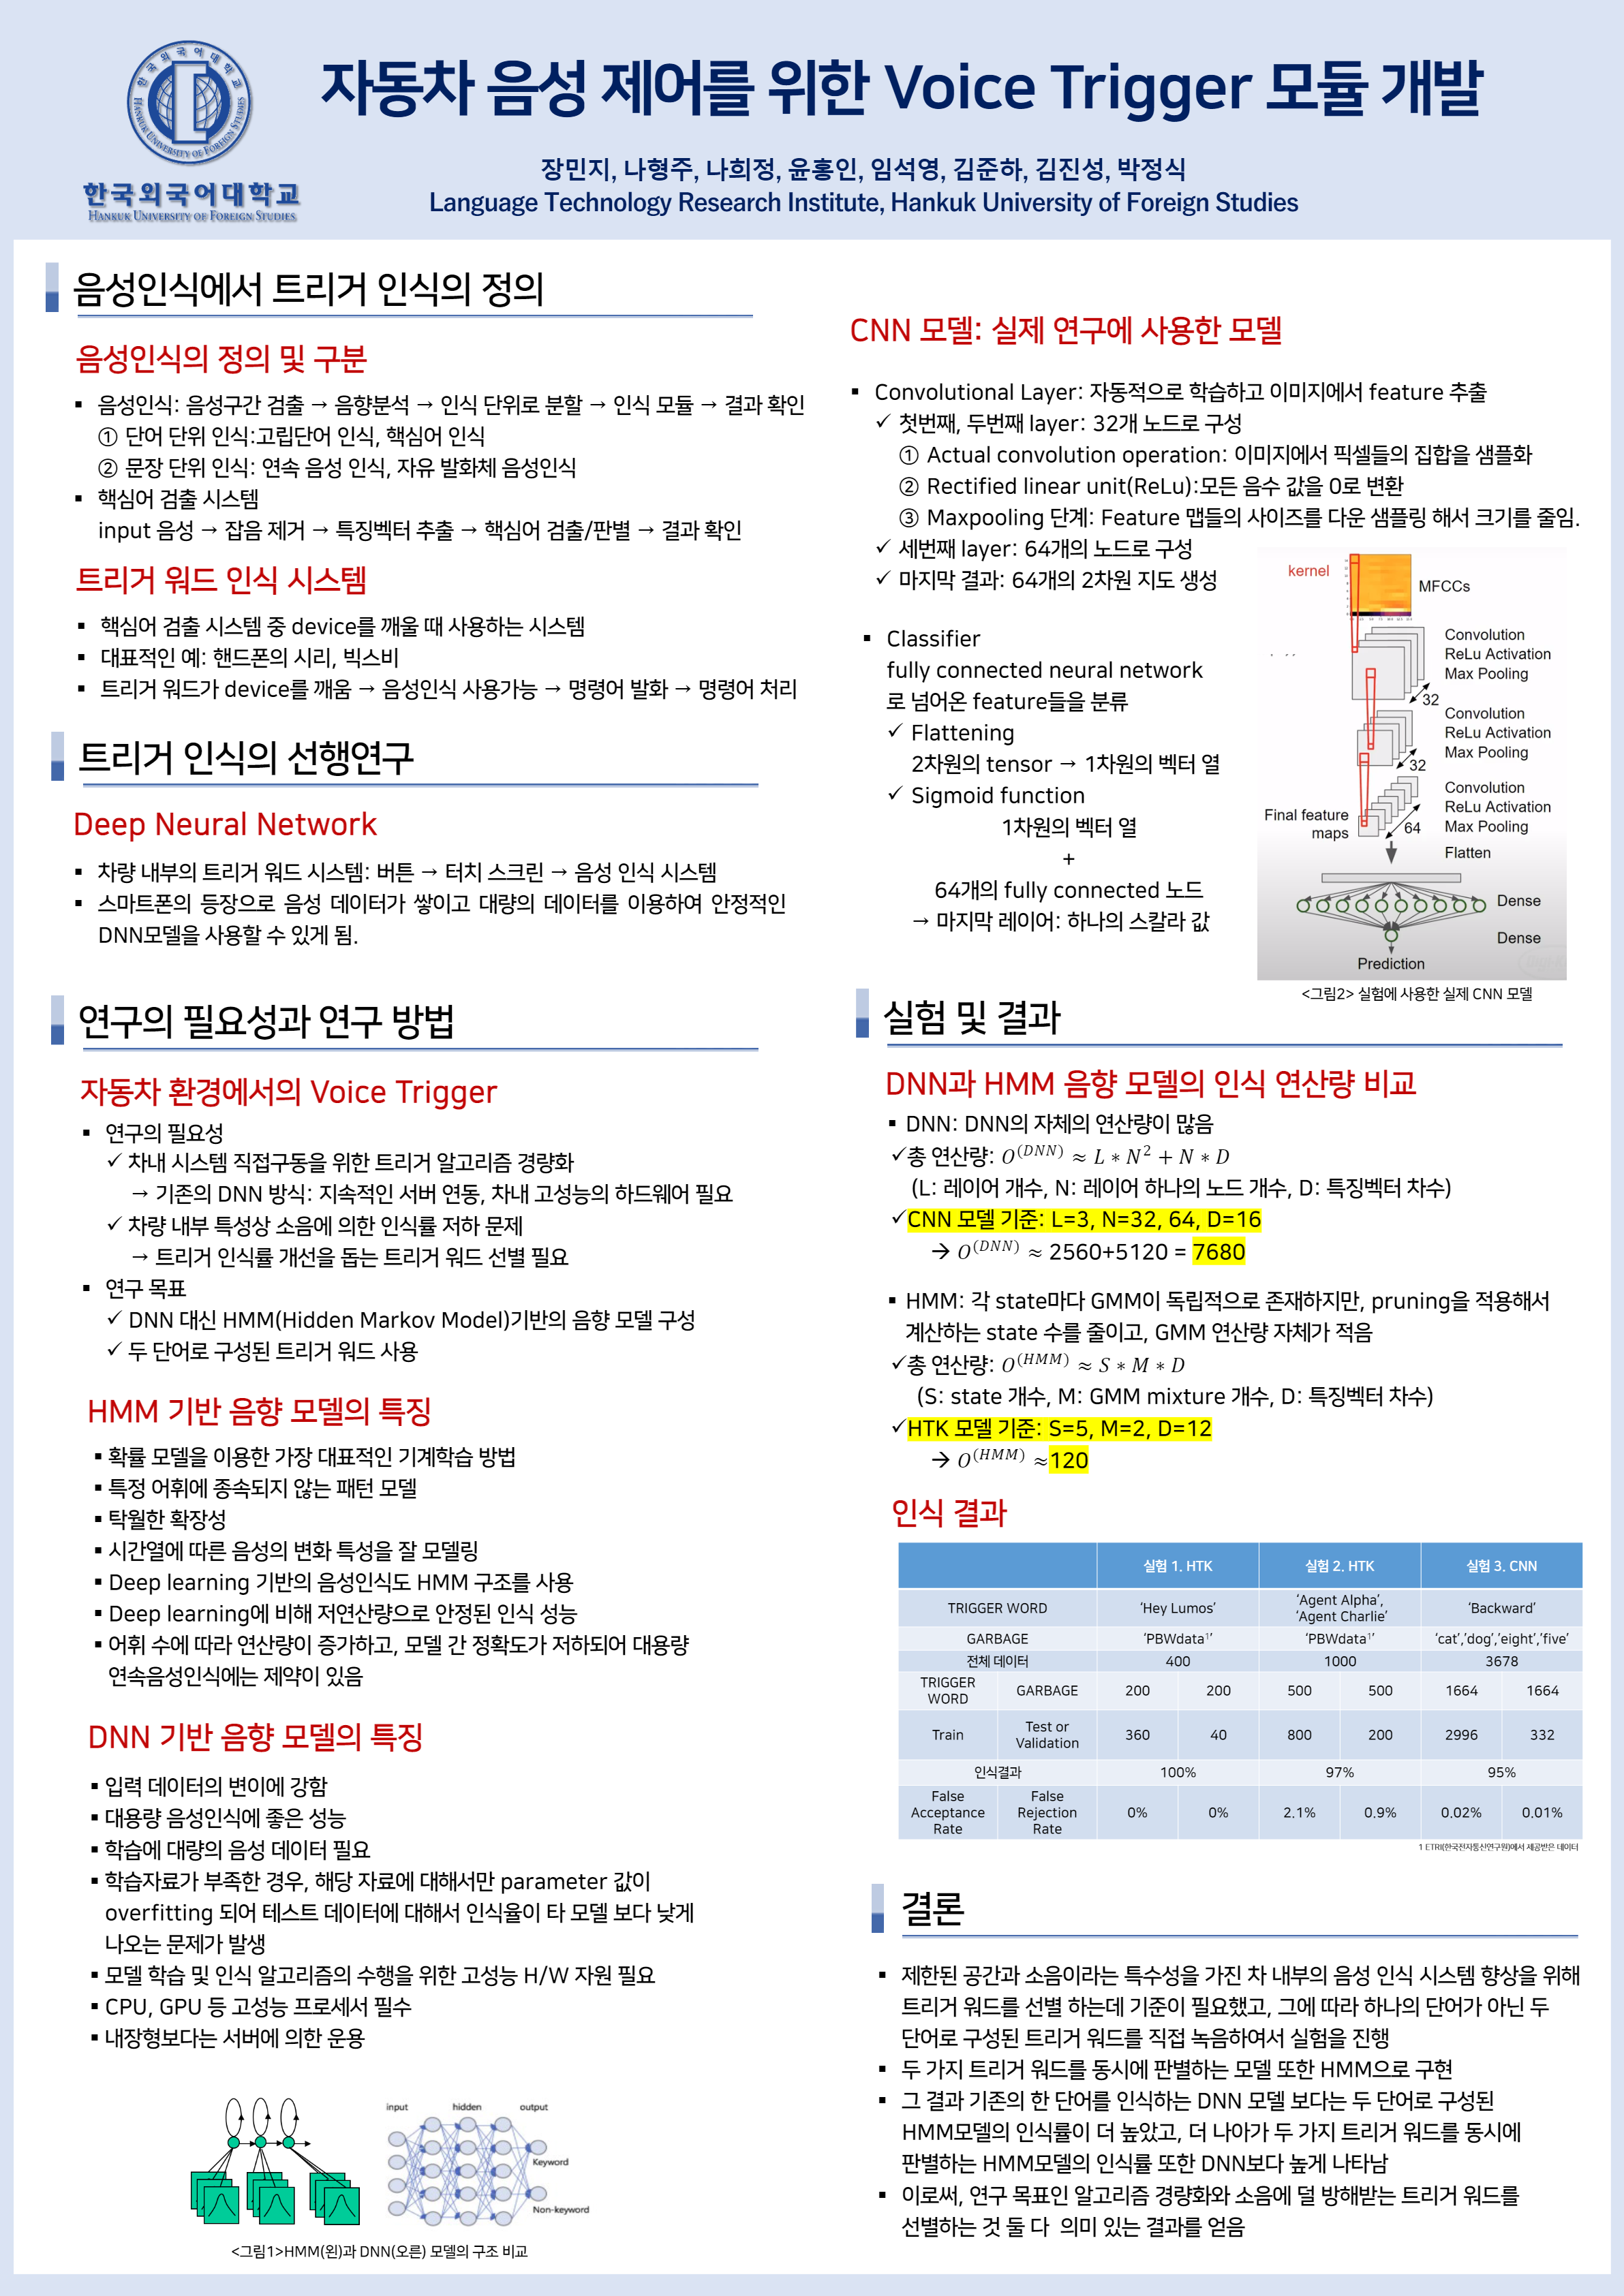 자동차 음성 제어를 위한 Voice Trigger 모듈 개발
장민지, 나형주, 나희정, 윤홍인, 임석영, 김준하, 김진성, 박정식
Language Technology Research Institute, Hankuk University of Foreign Studies
한국외국어대학교
HANKUK UNIVERSITY OF FOREIGN STUDIES
한국외국어대학교
HANKUK UNIVERSITY OF FOREIGN STUDIES
음성인식에서 트리거 인식의 정의
음성인식의 정의 및 구분
▪ 음성인식: 음성구간 검출 → 음향분석 → 인식 단위로 분할 → 인식 모듈 → 결과 확인
① 단어 단위 인식:고립단어 인식, 핵심어 인식
② 문장 단위 인식: 연속 음성 인식, 자유 발화체 음성인식
▪ 핵심어 검출 시스템
input 음성 → 잡음 제거 → 특징벡터 추출 → 핵심어 검출/판별 → 결과 확인
트리거 워드 인식 시스템
▪ 핵심어 검출 시스템 중 device를 깨울 때 사용하는 시스템
▪ 대표적인 예: 핸드폰의 시리, 빅스비
▪ 트리거 워드가 device를 깨움 → 음성인식 사용가능 → 명령어 발화 → 명령어 처리
트리거 인식의 선행연구
Deep Neural Network
▪ 차량 내부의 트리거 워드 시스템: 버튼 → 터치 스크린 → 음성 인식 시스템
▪ 스마트폰의 등장으로 음성 데이터가 쌓이고 대량의 데이터를 이용하여 안정적인
DNN모델을 사용할 수 있게 됨.
연구의 필요성과 연구 방법
자동차 환경에서의 Voice Trigger
▪ 연구의 필요성
✓ 차내 시스템 직접구동을 위한 트리거 알고리즘 경량화
→ 기존의 DNN 방식: 지속적인 서버 연동, 차내 고성능의 하드웨어 필요
✓ 차량 내부 특성상 소음에 의한 인식률 저하 문제
→ 트리거 인식률 개선을 돕는 트리거 워드 선별 필요
▪ 연구 목표
✓ DNN 대신 HMM(Hidden Markov Model)기반의 음향 모델 구성
✓ 두 단어로 구성된 트리거 워드 사용
HMM 기반 음향 모델의 특징
▪ 확률 모델을 이용한 가장 대표적인 기계학습 방법
▪ 특정 어휘에 종속되지 않는 패턴 모델
▪ 탁월한 확장성
▪ 시간열에 따른 음성의 변화 특성을 잘 모델링
▪ Deep learning 기반의 음성인식도 HMM 구조를 사용
▪ Deep learning에 비해 저연산량으로 안정된 인식 성능
▪ 어휘 수에 따라 연산량이 증가하고, 모델 간 정확도가 저하되어 대용량
연속음성인식에는 제약이 있음
DNN 기반 음향 모델의 특징
▪ 입력 데이터의 변이에 강함
▪ 대용량 음성인식에 좋은 성능
▪ 학습에 대량의 음성 데이터 필요
▪ 학습자료가 부족한 경우, 해당 자료에 대해서만 parameter 값이
overfitting 되어 테스트 데이터에 대해서 인식율이 타 모델 보다 낮게
나오는 문제가 발생
▪ 모델 학습 및 인식 알고리즘의 수행을 위한 고성능 H/W 자원 필요
▪ CPU, GPU 등 고성능 프로세서 필수
▪ 내장형보다는 서버에 의한 운용
input hidden output
Keyword
Non-keyword
<그림1>HMM(왼)과 DNN(오른) 모델의 구조 비교
CNN 모델: 실제 연구에 사용한 모델
▪ Convolutional Layer: 자동적으로 학습하고 이미지에서 feature 추출
✓ 첫번째, 두번째 layer: 32개 노드로 구성
① Actual convolution operation: 이미지에서 픽셀들의 집합을 샘플화
② Rectified linear unit(ReLu):모든 음수 값을 0로 변환
③ Maxpooling 단계: Feature 맵들의 사이즈를 다운 샘플링 해서 크기를 줄임.
✓ 세번째 layer: 64개의 노드로 구성
✓ 마지막 결과: 64개의 2차원 지도 생성
▪ Classifier
fully connected neural network
로 넘어온 feature들을 분류
✓ Flattening
2차원의 tensor → 1차원의 벡터 열
✓ Sigmoid function
1차원의 벡터 열
+
64개의 fully connected 노드
→ 마지막 레이어: 하나의 스칼라 값
kernel
MFCCs
Convolution
ReLu Activation
Max Pooling
32
Convolution
ReLu Activation
Max Pooling
32
Convolution
ReLu Activation
Max Pooling
64
Final feature
maps
Flatten
Dense
Dense
Prediction
<그림2> 실험에 사용한 실제 CNN 모델
실험 및 결과
DNN과 HMM 음향 모델의 인식 연산량 비교
▪ DNN: DNN의 자체의 연산량이 많음
✓총 연산량: O^(DNN) ≈ L ∗ N² + N ∗ D
(L: 레이어 개수, N: 레이어 하나의 노드 개수, D: 특징벡터 차수)
✓CNN 모델 기준: L=3, N=32, 64, D=16
→ O^(DNN) ≈ 2560+5120 = 7680
▪ HMM: 각 state마다 GMM이 독립적으로 존재하지만, pruning을 적용해서
계산하는 state 수를 줄이고, GMM 연산량 자체가 적음
✓총 연산량: O^(HMM) ≈ S ∗ M ∗ D
(S: state 개수, M: GMM mixture 개수, D: 특징벡터 차수)
✓HTK 모델 기준: S=5, M=2, D=12
→ O^(HMM) ≈120
인식 결과
실험 1. HTK 실험 2. HTK 실험 3. CNN
TRIGGER WORD 'Hey Lumos' 'Agent Alpha', 'Agent Charlie' 'Backward'
GARBAGE 'PBWdata¹' 'PBWdata¹' 'cat','dog','eight','five'
전체 데이터 400 1000 3678
TRIGGER WORD GARBAGE 200 200 500 500 1664 1664
Train Test or Validation 360 40 800 200 2996 332
인식결과 100% 97% 95%
False Acceptance Rate False Rejection Rate 0% 0% 2.1% 0.9% 0.02% 0.01%
1 ETRI(한국전자통신연구원)에서 제공받은 데이터
결론
▪ 제한된 공간과 소음이라는 특수성을 가진 차 내부의 음성 인식 시스템 향상을 위해
트리거 워드를 선별 하는데 기준이 필요했고, 그에 따라 하나의 단어가 아닌 두
단어로 구성된 트리거 워드를 직접 녹음하여서 실험을 진행
▪ 두 가지 트리거 워드를 동시에 판별하는 모델 또한 HMM으로 구현
▪ 그 결과 기존의 한 단어를 인식하는 DNN 모델 보다는 두 단어로 구성된
HMM모델의 인식률이 더 높았고, 더 나아가 두 가지 트리거 워드를 동시에
판별하는 HMM모델의 인식률 또한 DNN보다 높게 나타남
▪ 이로써, 연구 목표인 알고리즘 경량화와 소음에 덜 방해받는 트리거 워드를
선별하는 것 둘 다 의미 있는 결과를 얻음